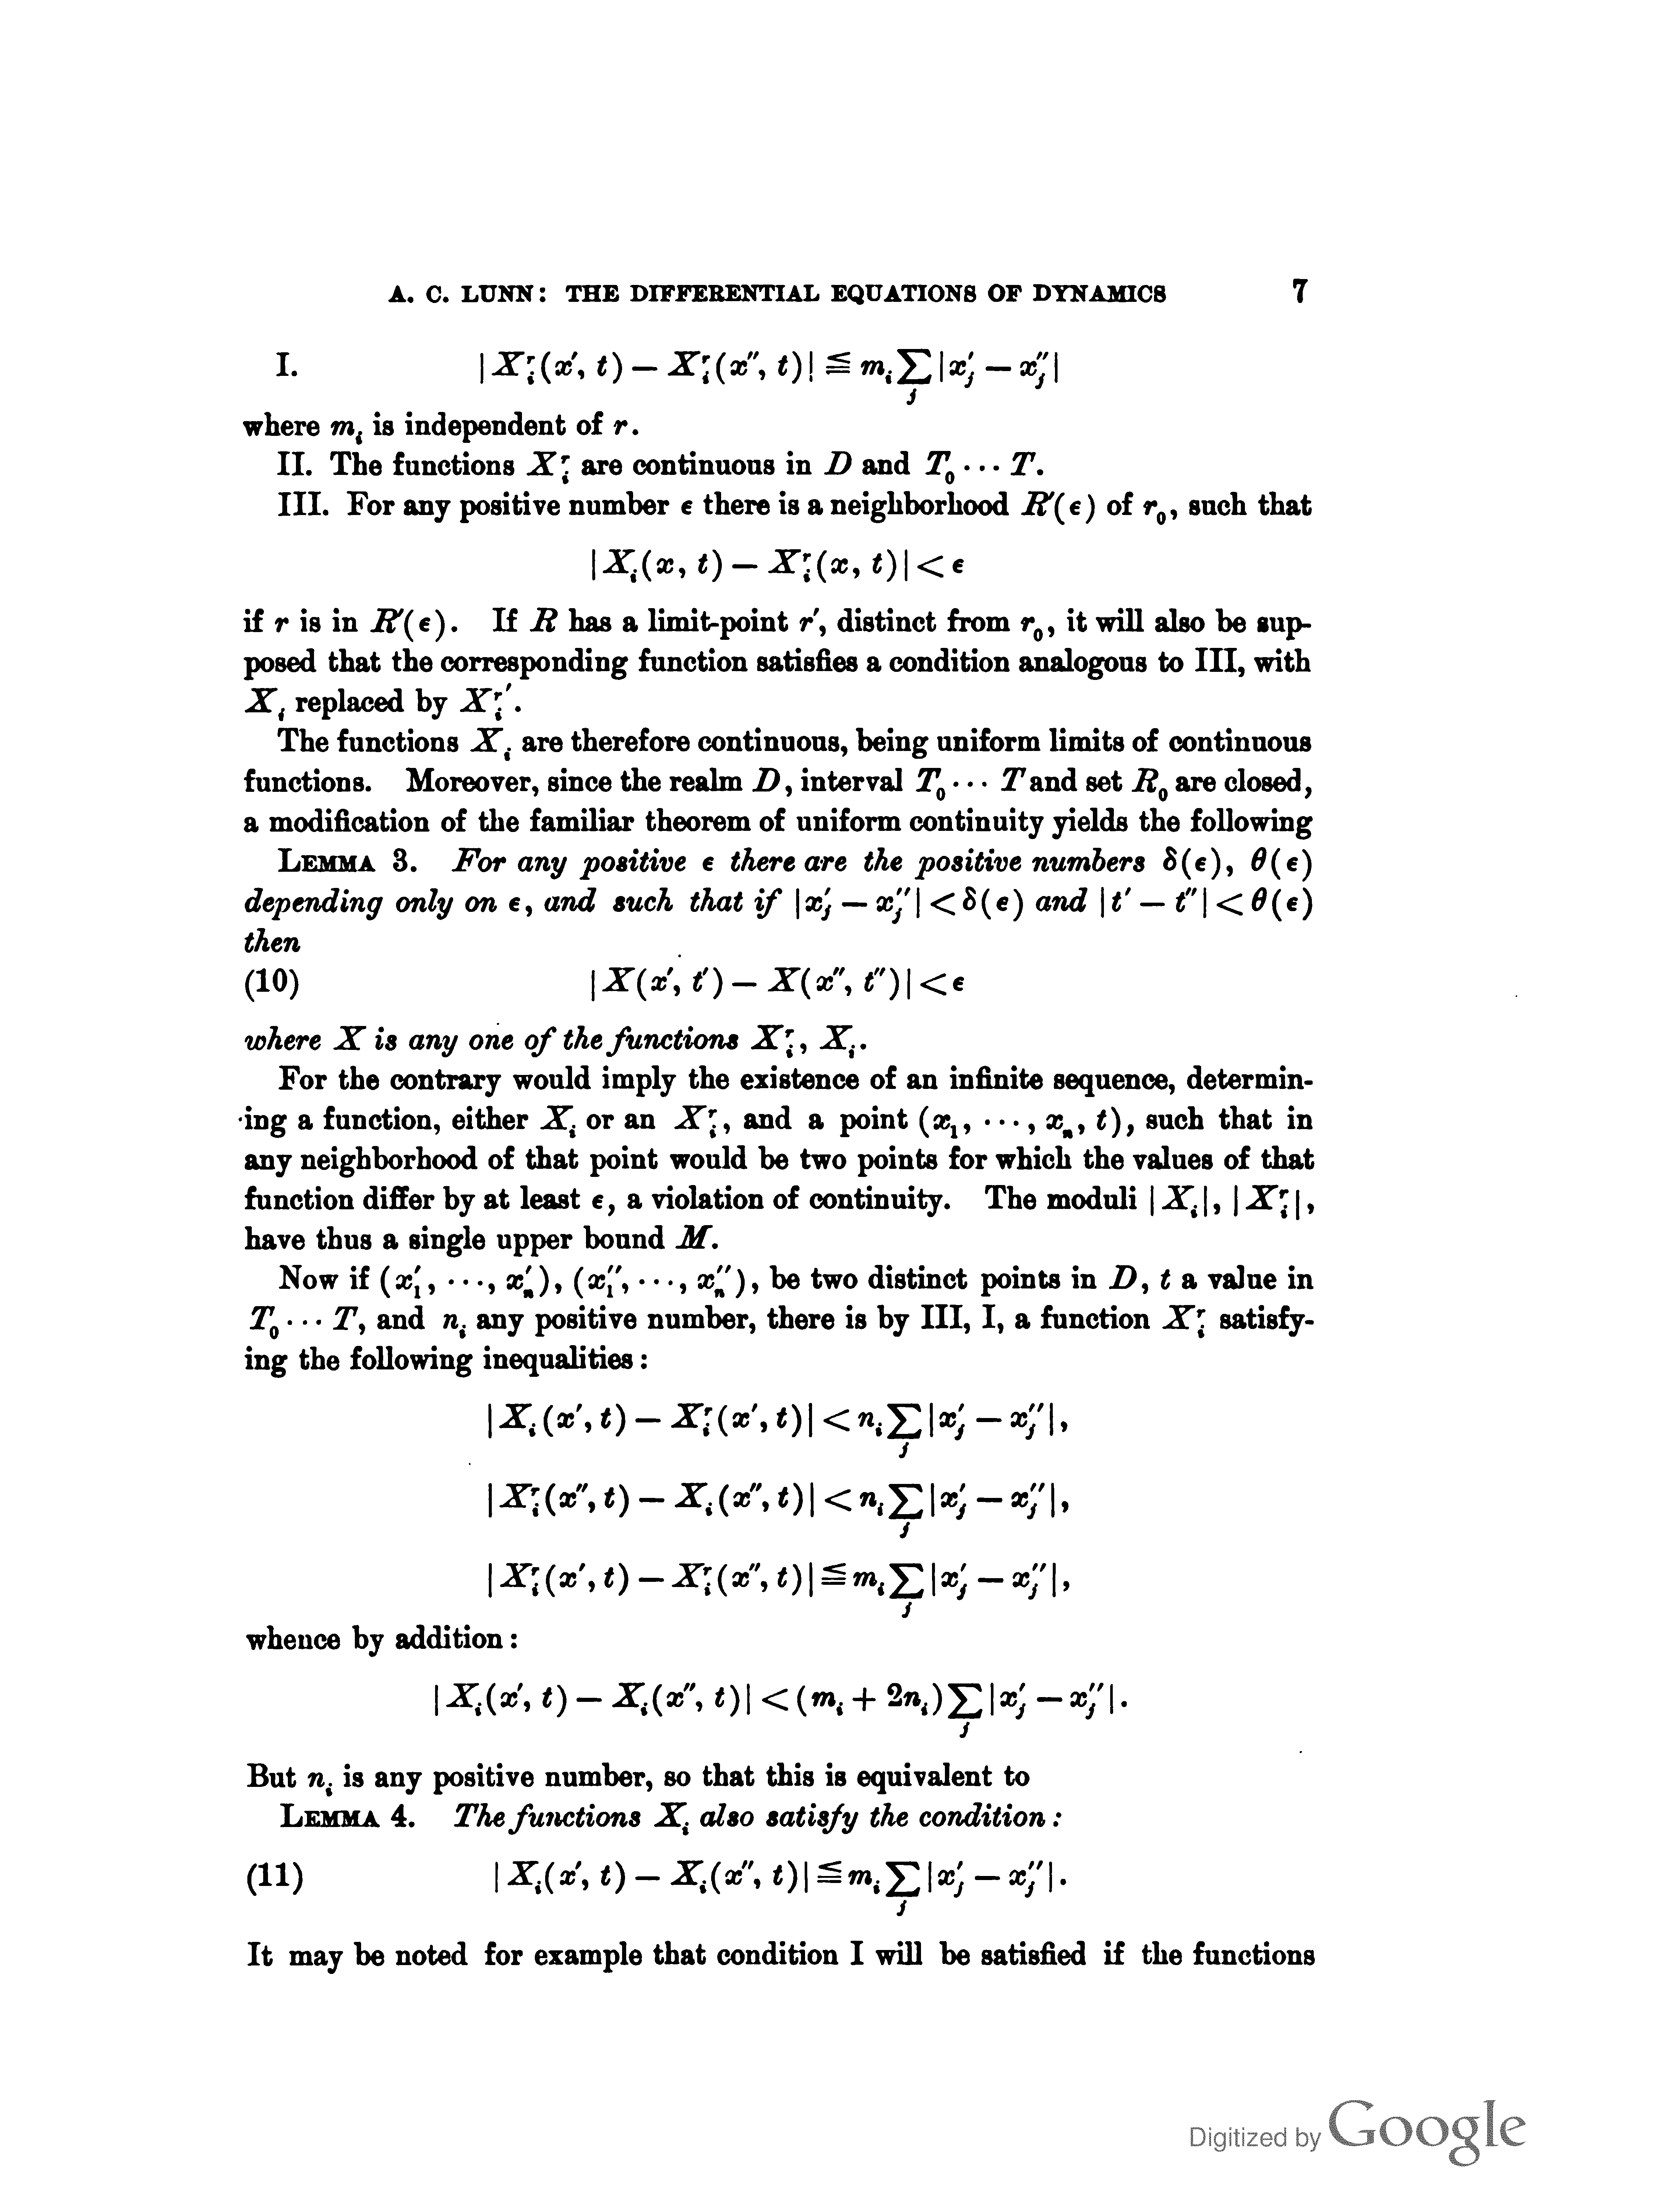 A. C. LUNN: THE DIFFERENTIAL EQUATIONS OF DYNAMICS 7
I. $|X_i^r(x', t) - X_i^r(x'', t)| \leqq m_i \sum_j |x_j' - x_j''|$
where $m_i$ is independent of $r$.
II. The functions $X_i^r$ are continuous in $D$ and $T_0 \cdots T$.
III. For any positive number $\epsilon$ there is a neighborhood $R'(\epsilon)$ of $r_0$, such that
$|X_i(x, t) - X_i^r(x, t)| < \epsilon$
if $r$ is in $R'(\epsilon)$. If $R$ has a limit-point $r'$, distinct from $r_0$, it will also be sup-
posed that the corresponding function satisfies a condition analogous to III, with
$X_i$ replaced by $X_i^{r'}$.
The functions $X_i$ are therefore continuous, being uniform limits of continuous
functions. Moreover, since the realm $D$, interval $T_0 \cdots T$ and set $R_0$ are closed,
a modification of the familiar theorem of uniform continuity yields the following
LEMMA 3. For any positive $\epsilon$ there are the positive numbers $\delta(\epsilon)$, $\theta(\epsilon)$
depending only on $\epsilon$, and such that if $|x_j' - x_j''| < \delta(\epsilon)$ and $|t' - t''| < \theta(\epsilon)$
then
(10) $|X(x', t') - X(x'', t'')| < \epsilon$
where $X$ is any one of the functions $X_i^r$, $X_i$.
For the contrary would imply the existence of an infinite sequence, determin-
ing a function, either $X_i$ or an $X_i^r$, and a point $(x_1, \cdots, x_n, t)$, such that in
any neighborhood of that point would be two points for which the values of that
function differ by at least $\epsilon$, a violation of continuity. The moduli $|X_i|$, $|X_i^r|$,
have thus a single upper bound $M$.
Now if $(x_1', \cdots, x_n')$, $(x_1'', \cdots, x_n'')$, be two distinct points in $D$, $t$ a value in
$T_0 \cdots T$, and $n_i$ any positive number, there is by III, I, a function $X_i^r$ satisfy-
ing the following inequalities:
$|X_i(x', t) - X_i^r(x', t)| < n_i \sum_j |x_j' - x_j''|,$
$|X_i^r(x'', t) - X_i(x'', t)| < n_i \sum_j |x_j' - x_j''|,$
$|X_i^r(x', t) - X_i^r(x'', t)| \leqq m_i \sum_j |x_j' - x_j''|,$
whence by addition:
$|X_i(x', t) - X_i(x'', t)| < (m_i + 2n_i) \sum_j |x_j' - x_j''|.$
But $n_i$ is any positive number, so that this is equivalent to
LEMMA 4. The functions $X_i$ also satisfy the condition:
(11) $|X_i(x', t) - X_i(x'', t)| \leqq m_i \sum_j |x_j' - x_j''|.$
It may be noted for example that condition I will be satisfied if the functions
Digitized by Google